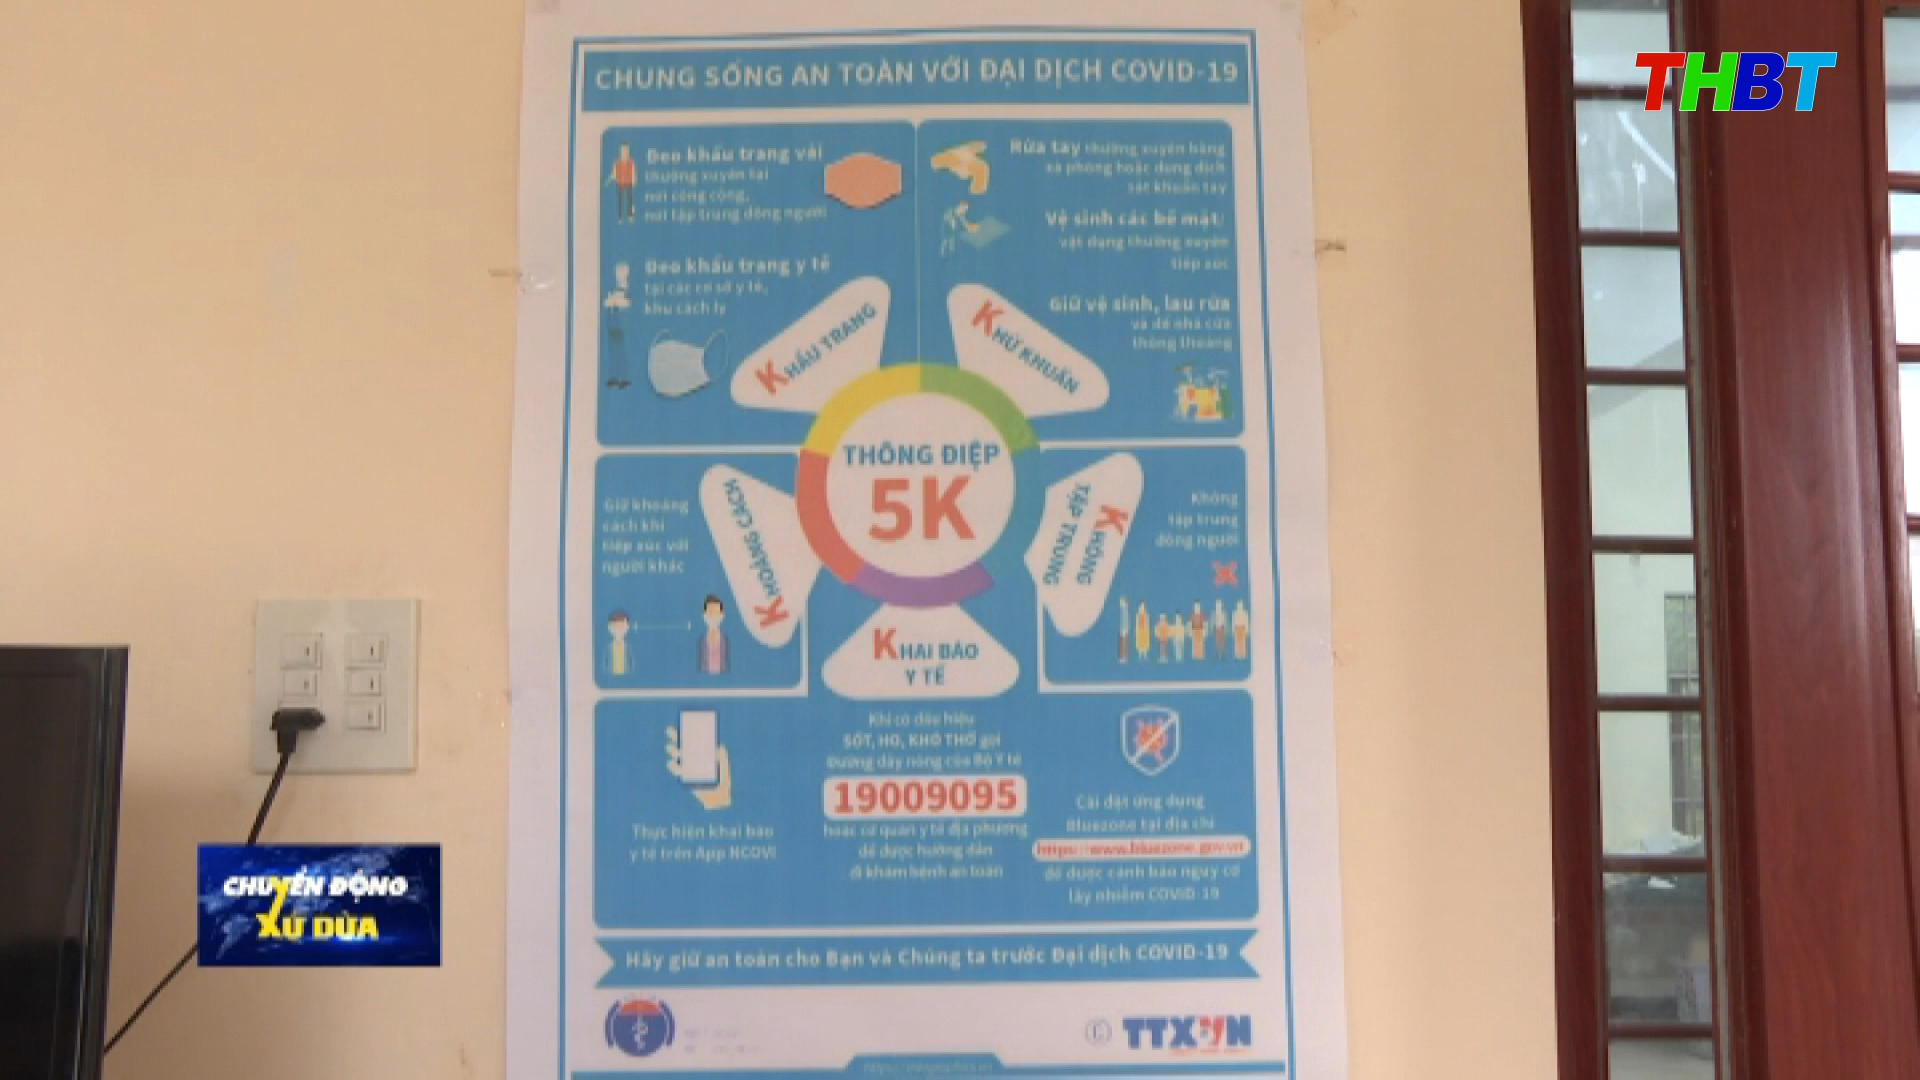 CHUNG SỐNG AN TOÀN VỚI ĐẠI DỊCH COVID-19
THBT
Đeo khẩu trang vải
thường xuyên tại
nơi công cộng,
nơi tập trung đông người
Đeo khẩu trang y tế
tại các cơ sở y tế,
khu cách ly
KHẨU TRANG
Rửa tay thường xuyên bằng
xà phòng hoặc dung dịch
sát khuẩn tay
Vệ sinh các bề mặt/
vật dụng thường xuyên
tiếp xúc
Giữ vệ sinh, lau rửa
và để nhà cửa
thông thoáng
KHỬ KHUẨN
THÔNG ĐIỆP
5K
Giữ khoảng
cách khi
tiếp xúc với
người khác
KHOẢNG CÁCH
KHÔNG
TẬP TRUNG
Không
tập trung
đông người
KHAI BÁO
Y TẾ
Thực hiện khai báo
y tế trên App NCOVI
Khi có dấu hiệu
SỐT, HO, KHÓ THỞ gọi
Đường dây nóng của Bộ Y tế
19009095
hoặc cơ quan y tế địa phương
để được hướng dẫn
đi khám bệnh an toàn
Cài đặt ứng dụng
Bluezone tại địa chỉ
https://www.bluezone.gov.vn
để được cảnh báo nguy cơ
lây nhiễm COVID-19
Hãy giữ an toàn cho Bạn và Chúng ta trước Đại dịch COVID-19
TTXVN
CHUYỂN ĐỘNG
XỨ DỪA